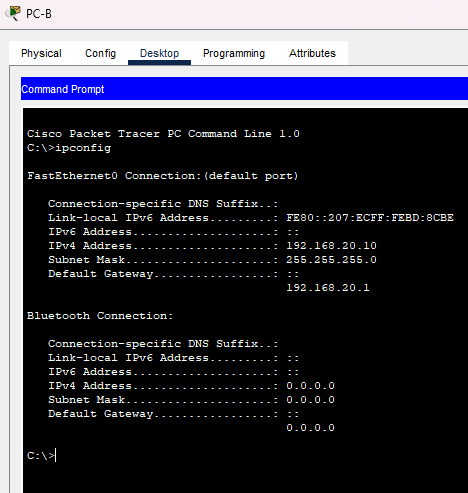 PC-B
Physical Config Desktop Programming Attributes
Command Prompt
Cisco Packet Tracer PC Command Line 1.0
C:\>ipconfig
FastEthernet0 Connection:(default port)
Connection-specific DNS Suffix..:
Link-local IPv6 Address.........: FE80::207:ECFF:FEBD:8CBE
IPv6 Address....................: ::
IPv4 Address....................: 192.168.20.10
Subnet Mask.....................: 255.255.255.0
Default Gateway.................: ::
192.168.20.1
Bluetooth Connection:
Connection-specific DNS Suffix..:
Link-local IPv6 Address.........: ::
IPv6 Address....................: ::
IPv4 Address....................: 0.0.0.0
Subnet Mask.....................: 0.0.0.0
Default Gateway.................: ::
0.0.0.0
C:\>